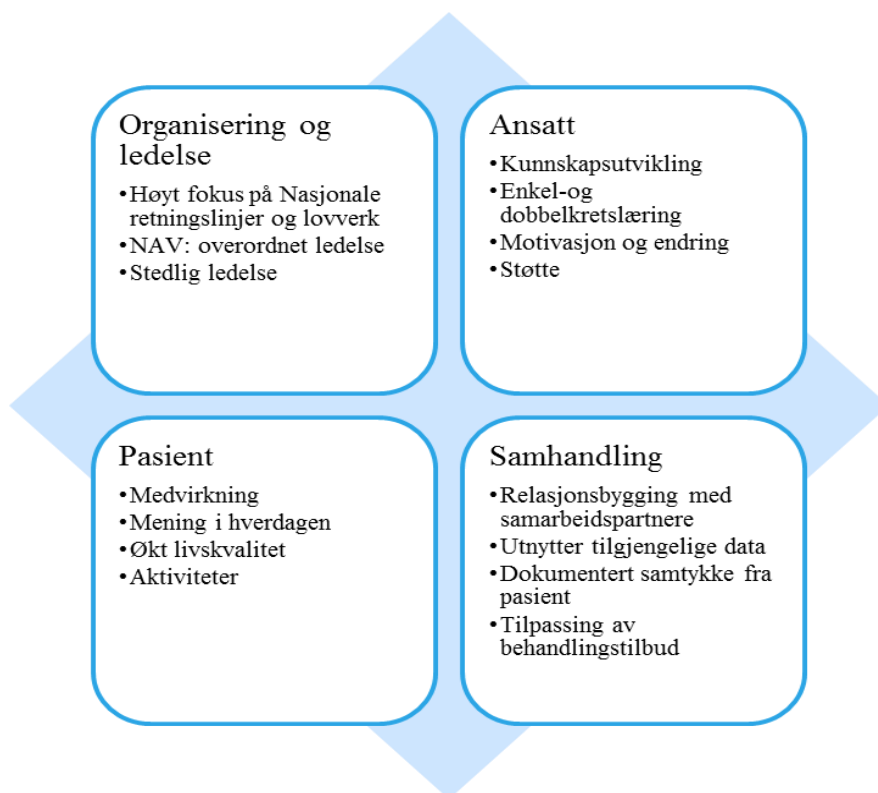 Organisering og
ledelse
•Høyt fokus på Nasjonale
retningslinjer og lovverk
•NAV: overordnet ledelse
•Stedlig ledelse
Ansatt
•Kunnskapsutvikling
•Enkel-og
dobbelkretslæring
•Motivasjon og endring
•Støtte
Pasient
•Medvirkning
•Mening i hverdagen
•Økt livskvalitet
•Aktiviteter
Samhandling
•Relasjonsbygging med
samarbeidspartnere
•Utnytter tilgjengelige data
•Dokumentert samtykke fra
pasient
•Tilpassing av
behandlingstilbud